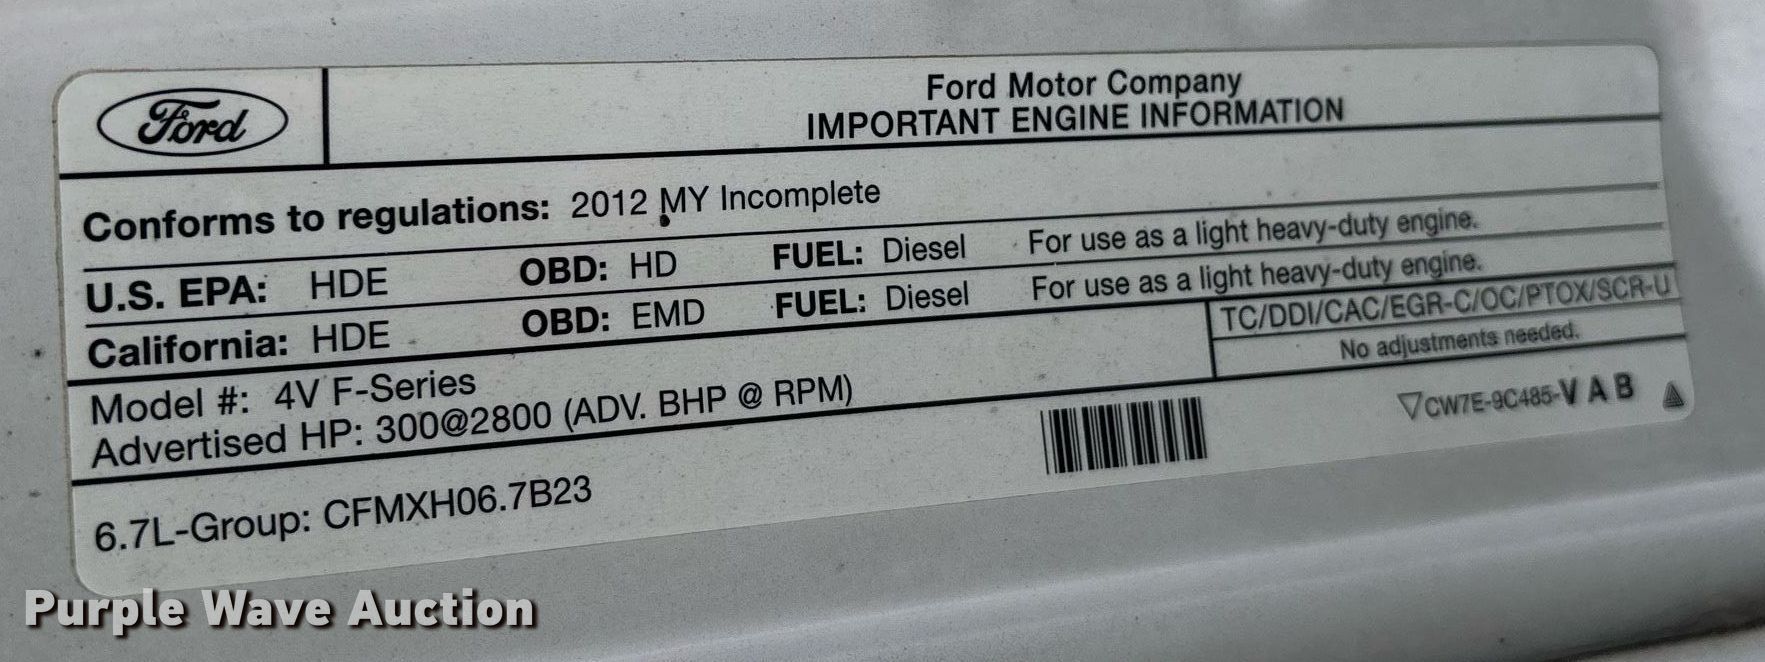 Ford
Ford Motor Company
IMPORTANT ENGINE INFORMATION
Conforms to regulations: 2012 MY Incomplete
U.S. EPA: HDE OBD: HD FUEL: Diesel For use as a light heavy-duty engine.
California: HDE OBD: EMD FUEL: Diesel For use as a light heavy-duty engine.
TC/DDI/CAC/EGR-C/OC/PTOX/SCR-U
No adjustments needed.
Model #: 4V F-Series
Advertised HP: 300@2800 (ADV. BHP @ RPM)
CW7E-9C485-VAB
6.7L-Group: CFMXH06.7B23
Purple Wave Auction